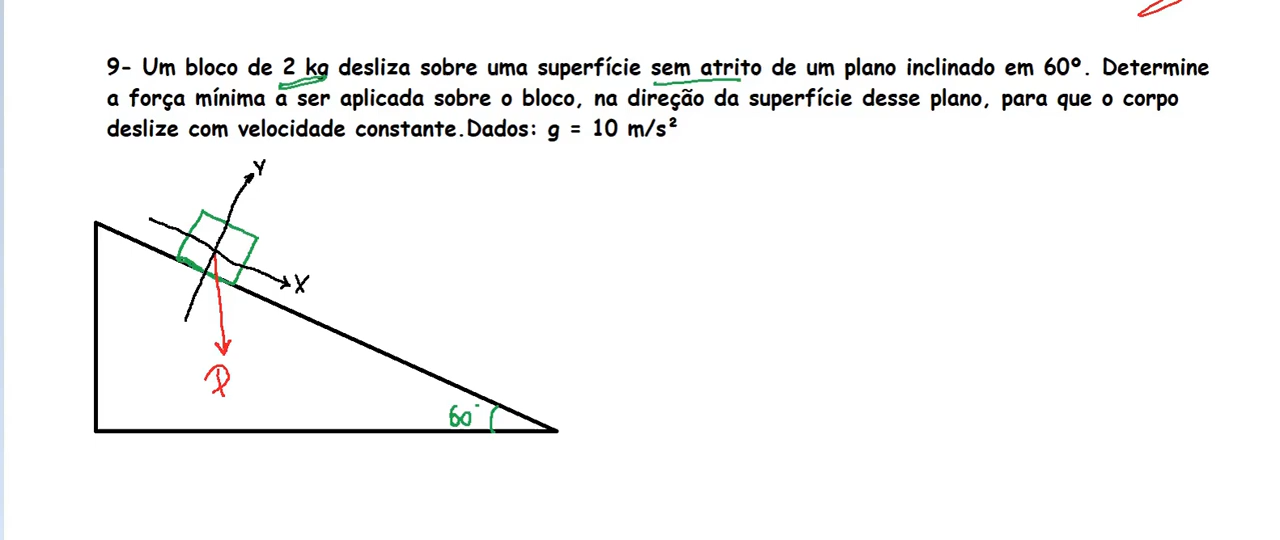 9- Um bloco de 2 kg desliza sobre uma superfície sem atrito de um plano inclinado em 60º. Determine
a força mínima a ser aplicada sobre o bloco, na direção da superfície desse plano, para que o corpo
deslize com velocidade constante.Dados: g = 10 m/s²
Y
X
P
60°